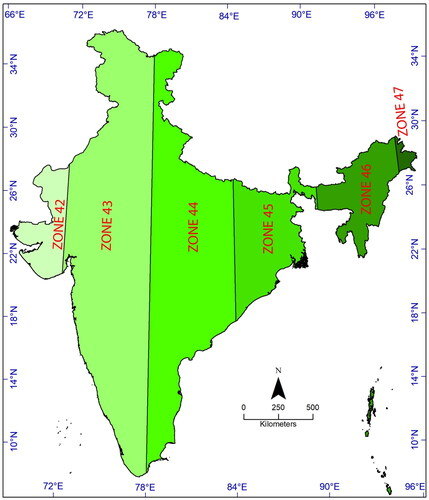 66°E 72°E 78°E 84°E 90°E 96°E
34°N
34°N
ZONE 47
30°N
30°N
26°N
26°N
ZONE 42
ZONE 43
ZONE 44
ZONE 45
ZONE 46
22°N
22°N
18°N
18°N
N
14°N
14°N
0 250 500
Kilometers
10°N
10°N
72°E 78°E 84°E 90°E 96°E